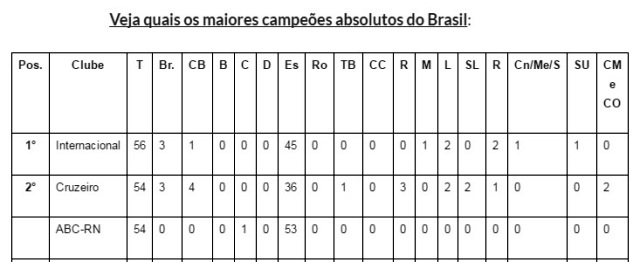 Veja quais os maiores campeões absolutos do Brasil:
Pos. Clube T Br. CB B C D Es Ro TB CC R M L SL R Cn/Me/S SU CM e CO
1º Internacional 56 3 1 0 0 0 45 0 0 0 0 1 2 0 2 1 1 0
2º Cruzeiro 54 3 4 0 0 0 36 0 1 0 3 0 2 2 1 0 0 2
ABC-RN 54 0 0 0 1 0 53 0 0 0 0 0 0 0 0 0 0 0